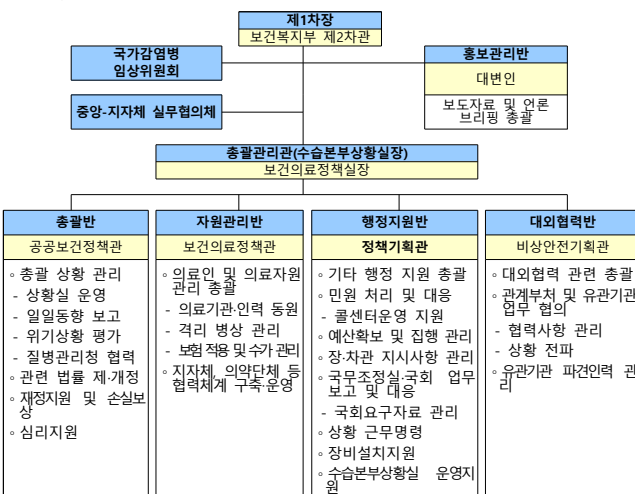 제1차장
보건복지부 제2차관
국가감염병
임상위원회
홍보관리반
대변인
보도자료 및 언론
브리핑 총괄
중앙-지자체 실무협의체
총괄관리관(수습본부상황실장)
보건의료정책실장
총괄반
공공보건정책관
◦ 총괄 상황 관리
- 상황실 운영
- 일일동향 보고
- 위기상황 평가
- 질병관리청 협력
◦ 관련 법률 제·개정
◦ 재정지원 및 손실보
상
◦ 심리지원
자원관리반
보건의료정책관
◦ 의료인 및 의료자원
관리 총괄
- 의료기관·인력 동원
- 격리 병상 관리
- 보험 적용 및 수가 관리
◦ 지자체, 의약단체 등
협력체계 구축·운영
행정지원반
정책기획관
◦ 기타 행정 지원 총괄
◦ 민원 처리 및 대응
- 콜센터운영 지원
◦ 예산확보 및 집행 관리
◦ 장·차관 지시사항 관리
◦ 국무조정실·국회 업무
보고 및 대응
- 국회요구자료 관리
◦ 상황 근무명령
◦ 장비설치지원
◦ 수습본부상황실 운영지
원
대외협력반
비상안전기획관
◦ 대외협력 관련 총괄
◦ 관계부처 및 유관기관
업무 협의
- 협력사항 관리
- 상황 전파
◦ 유관기관 파견인력 관
리